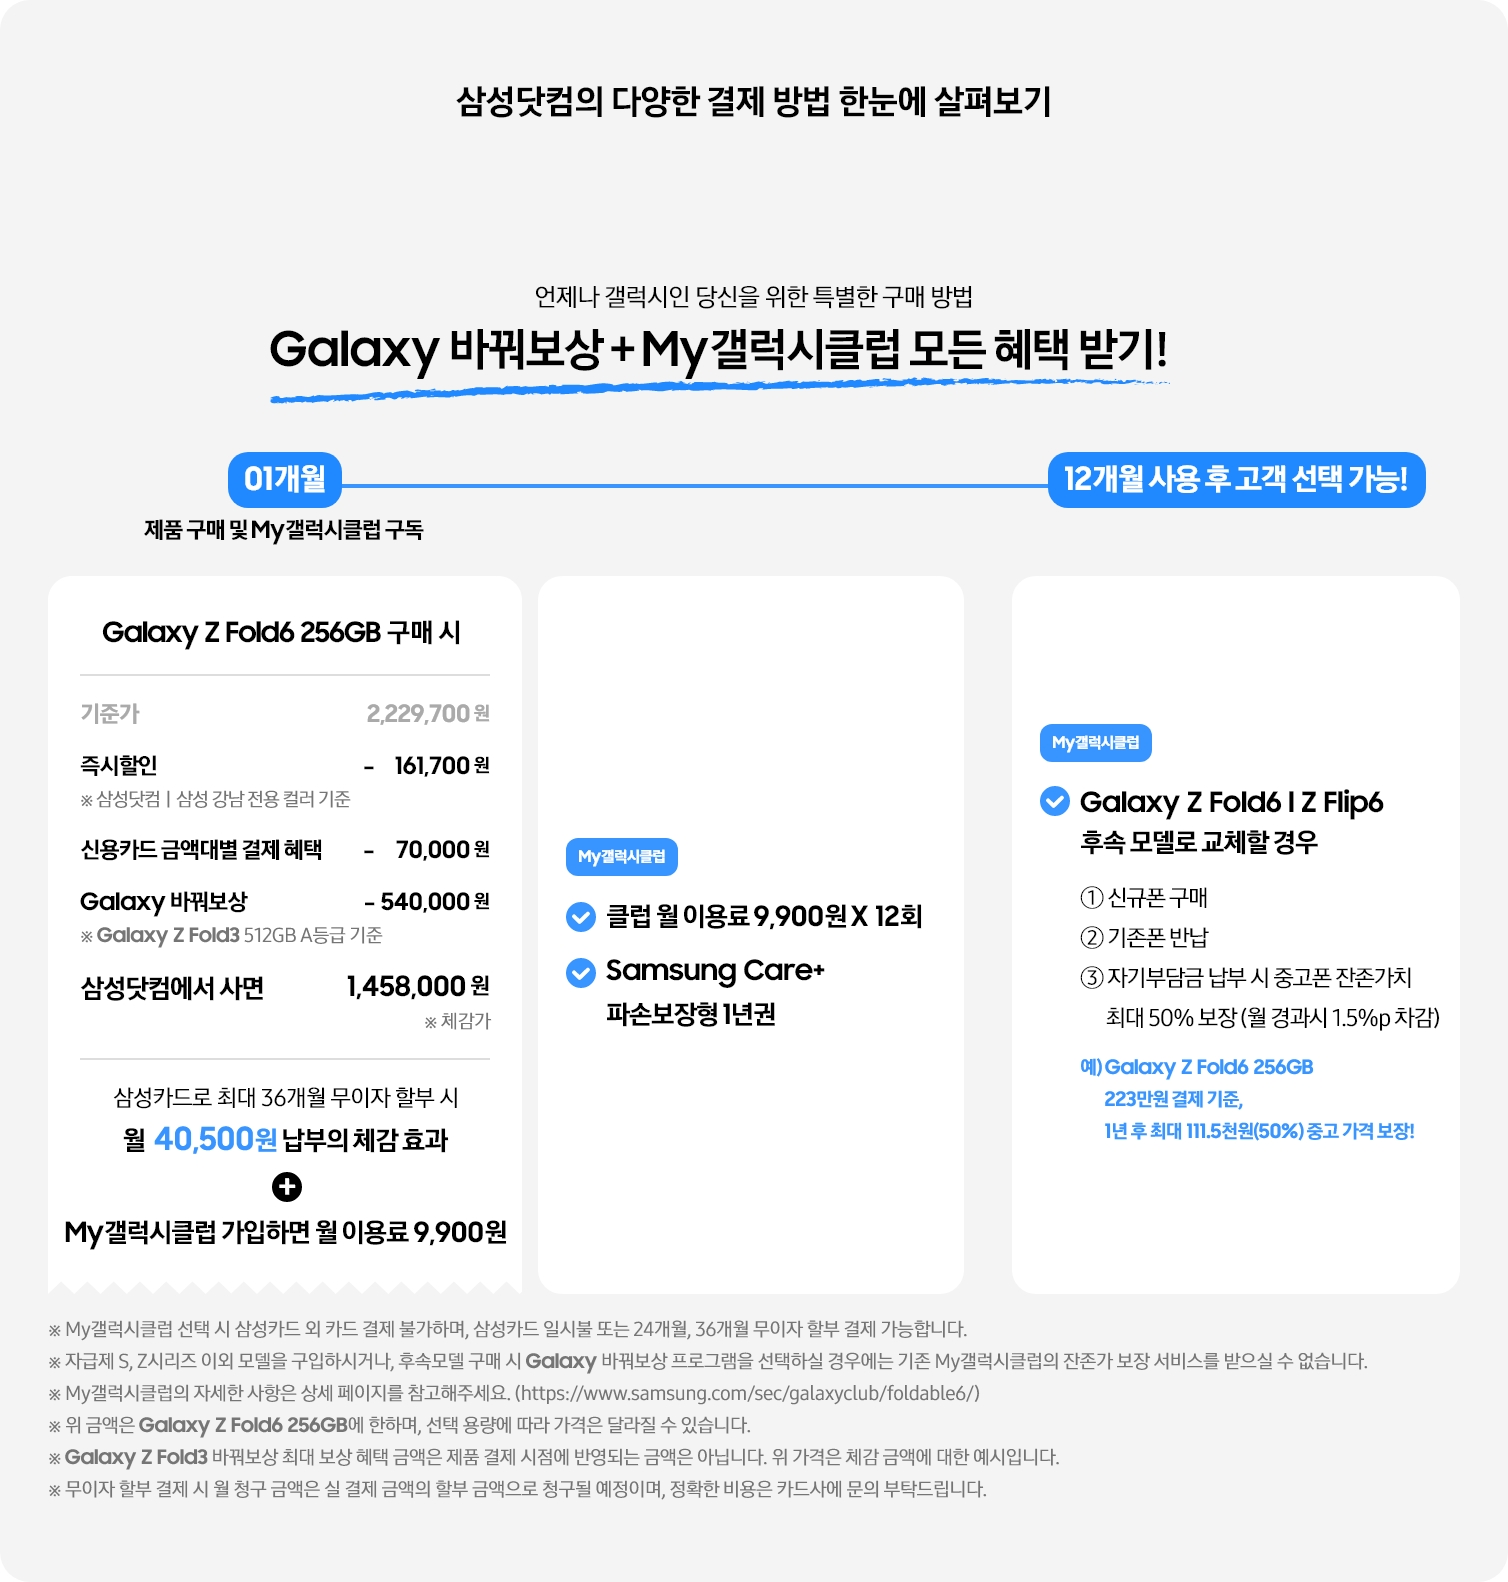 삼성닷컴의 다양한 결제 방법 한눈에 살펴보기
언제나 갤럭시인 당신을 위한 특별한 구매 방법
Galaxy 바꿔보상 + My갤럭시클럽 모든 혜택 받기!
01개월
12개월 사용 후 고객 선택 가능!
제품 구매 및 My갤럭시클럽 구독
Galaxy Z Fold6 256GB 구매 시
기준가 2,229,700 원
즉시할인 - 161,700 원
※ 삼성닷컴 | 삼성 강남 전용 컬러 기준
신용카드 금액대별 결제 혜택 - 70,000 원
Galaxy 바꿔보상 - 540,000 원
※ Galaxy Z Fold3 512GB A등급 기준
삼성닷컴에서 사면 1,458,000 원
※ 체감가
삼성카드로 최대 36개월 무이자 할부 시
월 40,500원 납부의 체감 효과
My갤럭시클럽 가입하면 월 이용료 9,900원
My갤럭시클럽
클럽 월 이용료 9,900원 X 12회
Samsung Care+
파손보장형 1년권
My갤럭시클럽
Galaxy Z Fold6 I Z Flip6
후속 모델로 교체할 경우
① 신규폰 구매
② 기존폰 반납
③ 자기부담금 납부 시 중고폰 잔존가치
최대 50% 보장 (월 경과시 1.5%p 차감)
예) Galaxy Z Fold6 256GB
223만원 결제 기준,
1년 후 최대 111.5천원(50%) 중고 가격 보장!
※ My갤럭시클럽 선택 시 삼성카드 외 카드 결제 불가하며, 삼성카드 일시불 또는 24개월, 36개월 무이자 할부 결제 가능합니다.
※ 자급제 S, Z시리즈 이외 모델을 구입하시거나, 후속모델 구매 시 Galaxy 바꿔보상 프로그램을 선택하실 경우에는 기존 My갤럭시클럽의 잔존가 보장 서비스를 받으실 수 없습니다.
※ My갤럭시클럽의 자세한 사항은 상세 페이지를 참고해주세요. (https://www.samsung.com/sec/galaxyclub/foldable6/)
※ 위 금액은 Galaxy Z Fold6 256GB에 한하며, 선택 용량에 따라 가격은 달라질 수 있습니다.
※ Galaxy Z Fold3 바꿔보상 최대 보상 혜택 금액은 제품 결제 시점에 반영되는 금액은 아닙니다. 위 가격은 체감 금액에 대한 예시입니다.
※ 무이자 할부 결제 시 월 청구 금액은 실 결제 금액의 할부 금액으로 청구될 예정이며, 정확한 비용은 카드사에 문의 부탁드립니다.